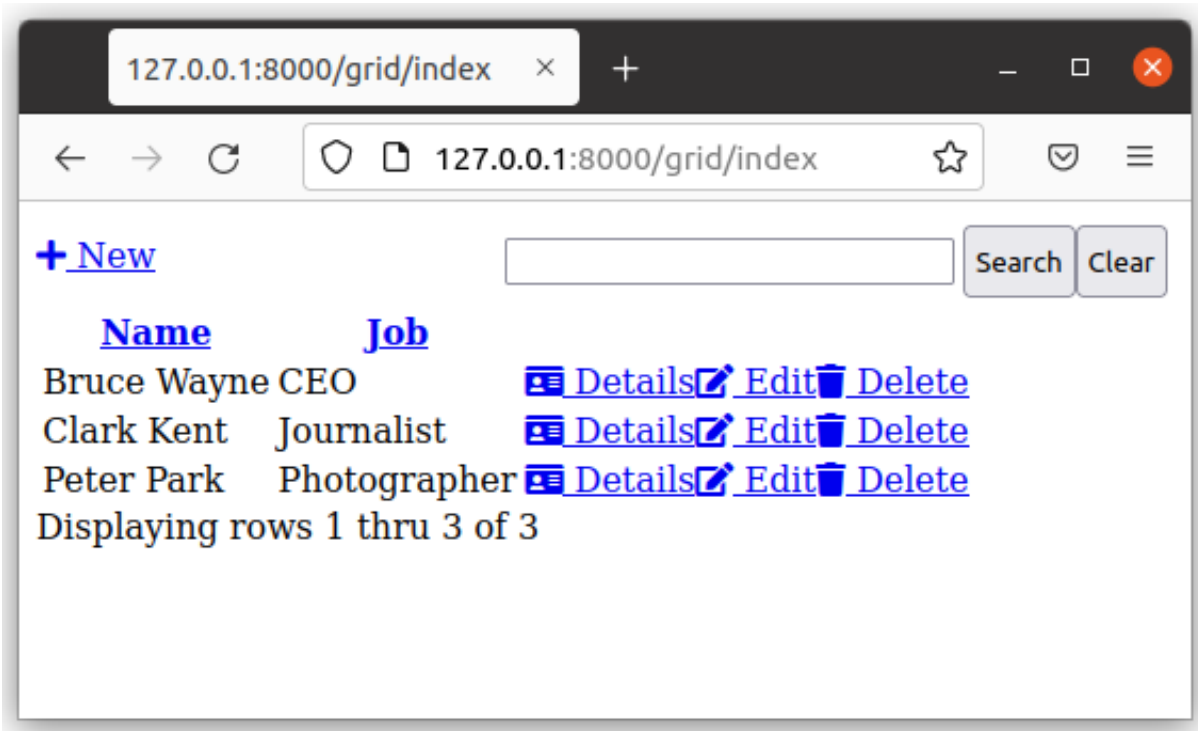 127.0.0.1:8000/grid/index
127.0.0.1:8000/grid/index
New Search Clear
Name Job
Bruce Wayne CEO Details Edit Delete
Clark Kent Journalist Details Edit Delete
Peter Park Photographer Details Edit Delete
Displaying rows 1 thru 3 of 3